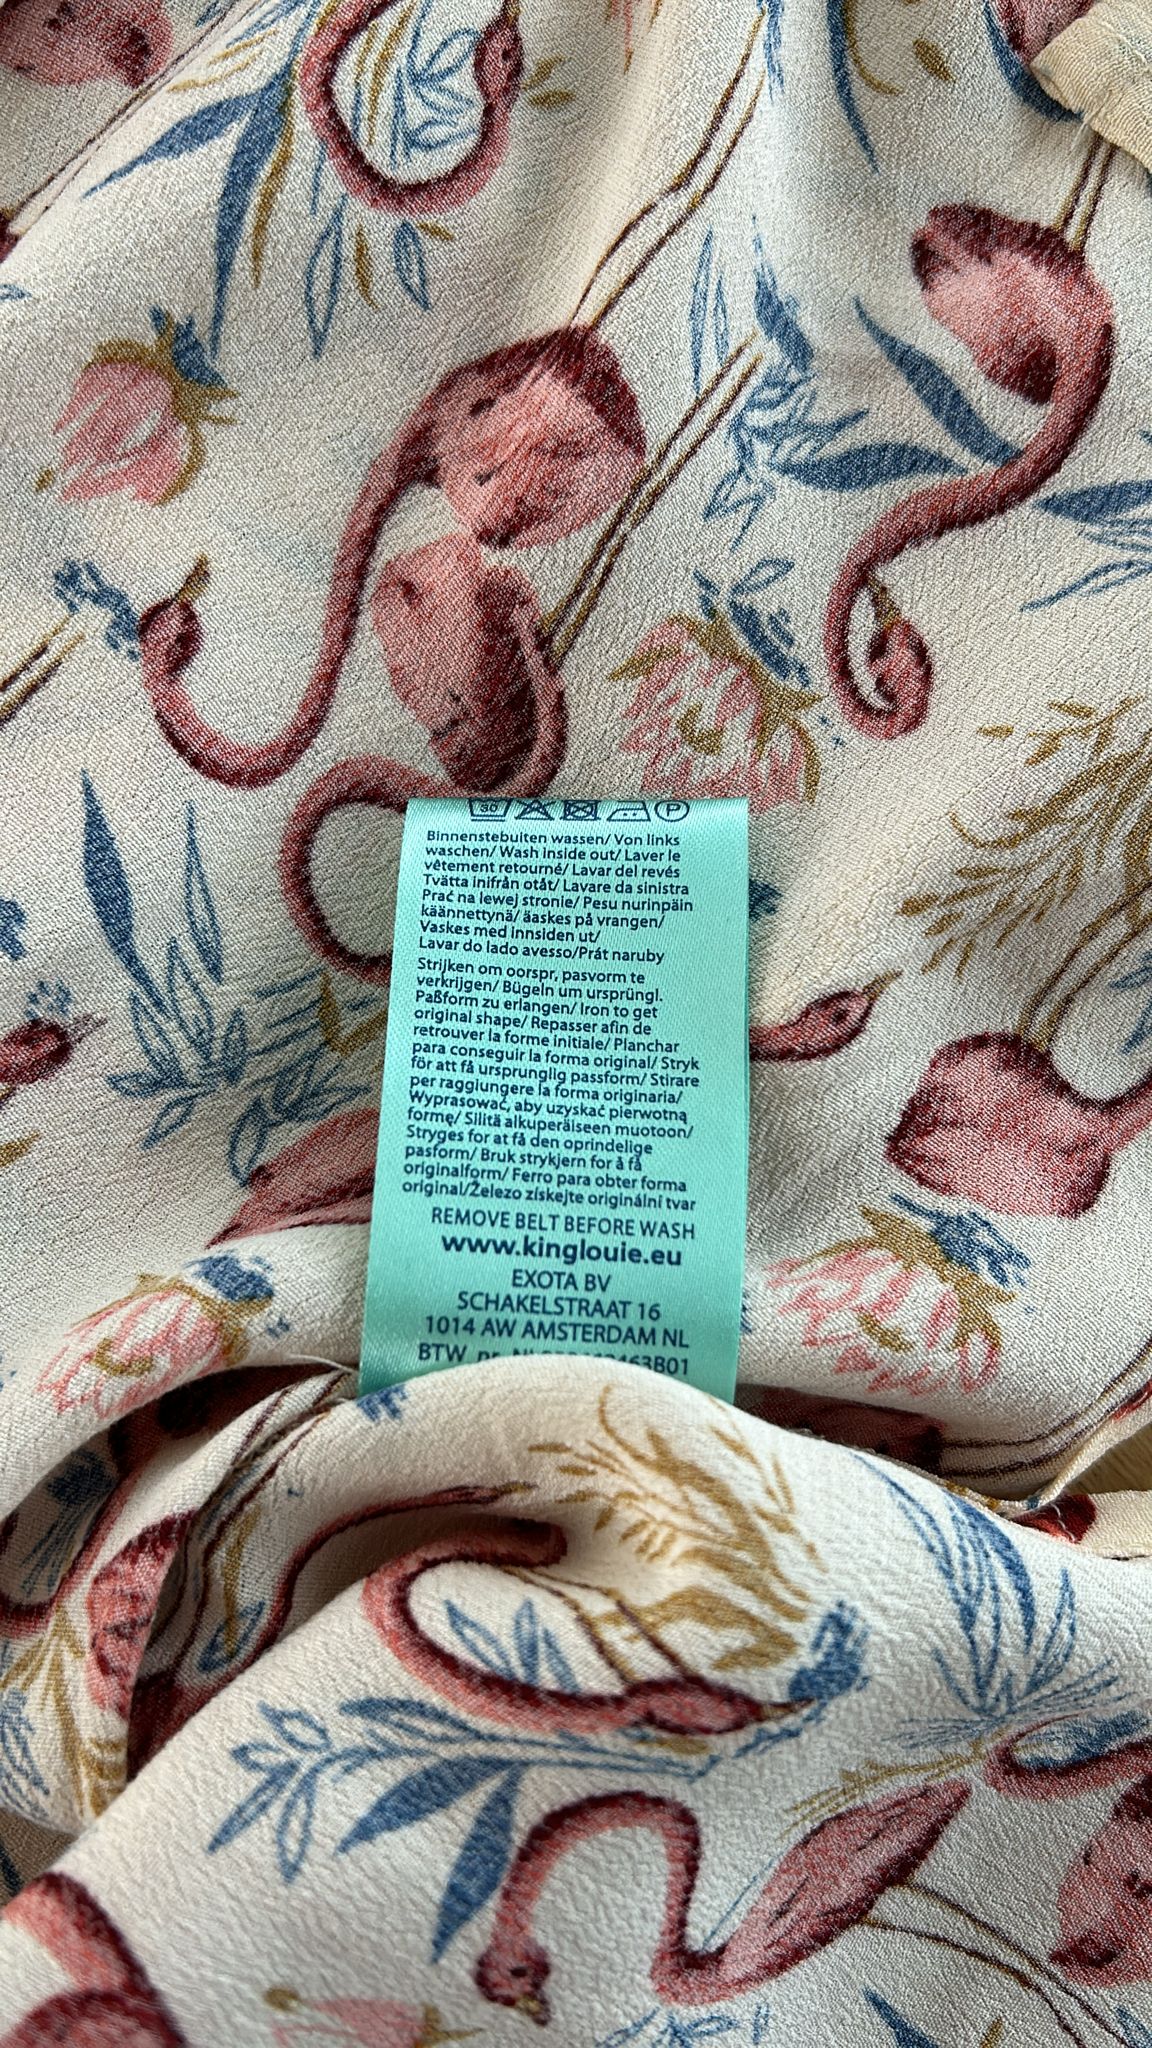 30 P
Binnenstebuiten wassen/ Von links
waschen/ Wash inside out/ Laver le
vêtement retourné/ Lavar del revés
Tvätta inifrån otåt/ Lavare da sinistra
Prać na lewej stronie/ Pesu nurinpäin
käännettynä/ äaskes på vrangen/
Vaskes med innsiden ut/
Lavar do lado avesso/Prát naruby
Strijken om oorspr, pasvorm te
verkrijgen/ Bügeln um ursprüngl.
Paßform zu erlangen/ Iron to get
original shape/ Repasser afin de
retrouver la forme initiale/ Planchar
para conseguir la forma original/ Stryk
för att få ursprunglig passform/ Stirare
per raggiungere la forma originaria/
Wyprasować, aby uzyskać pierwotną
formę/ Silitä alkuperäiseen muotoon/
Stryges for at få den oprindelige
pasform/ Bruk strykjern for å få
originalform/ Ferro para obter forma
original/Železo získejte originální tvar
REMOVE BELT BEFORE WASH
www.kinglouie.eu
EXOTA BV
SCHAKELSTRAAT 16
1014 AW AMSTERDAM NL
BTW nr.